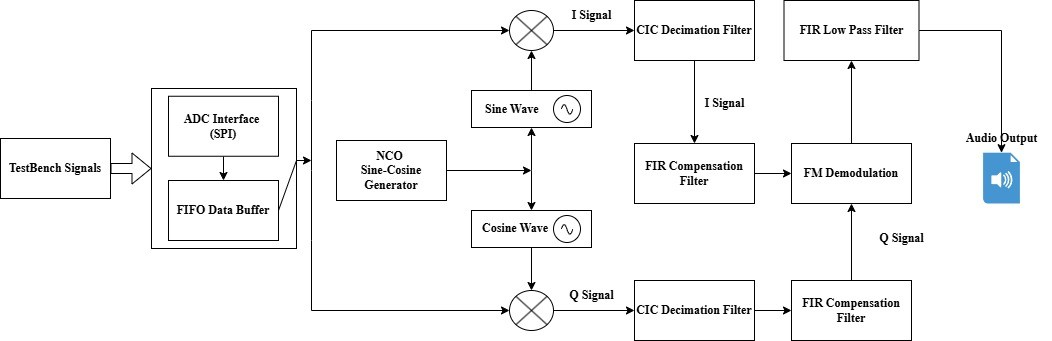 I Signal
CIC Decimation Filter
FIR Low Pass Filter
ADC Interface
(SPI)
Sine Wave
I Signal
Audio Output
TestBench Signals
NCO
Sine-Cosine
Generator
FIR Compensation
Filter
FM Demodulation
FIFO Data Buffer
Cosine Wave
Q Signal
Q Signal
CIC Decimation Filter
FIR Compensation
Filter